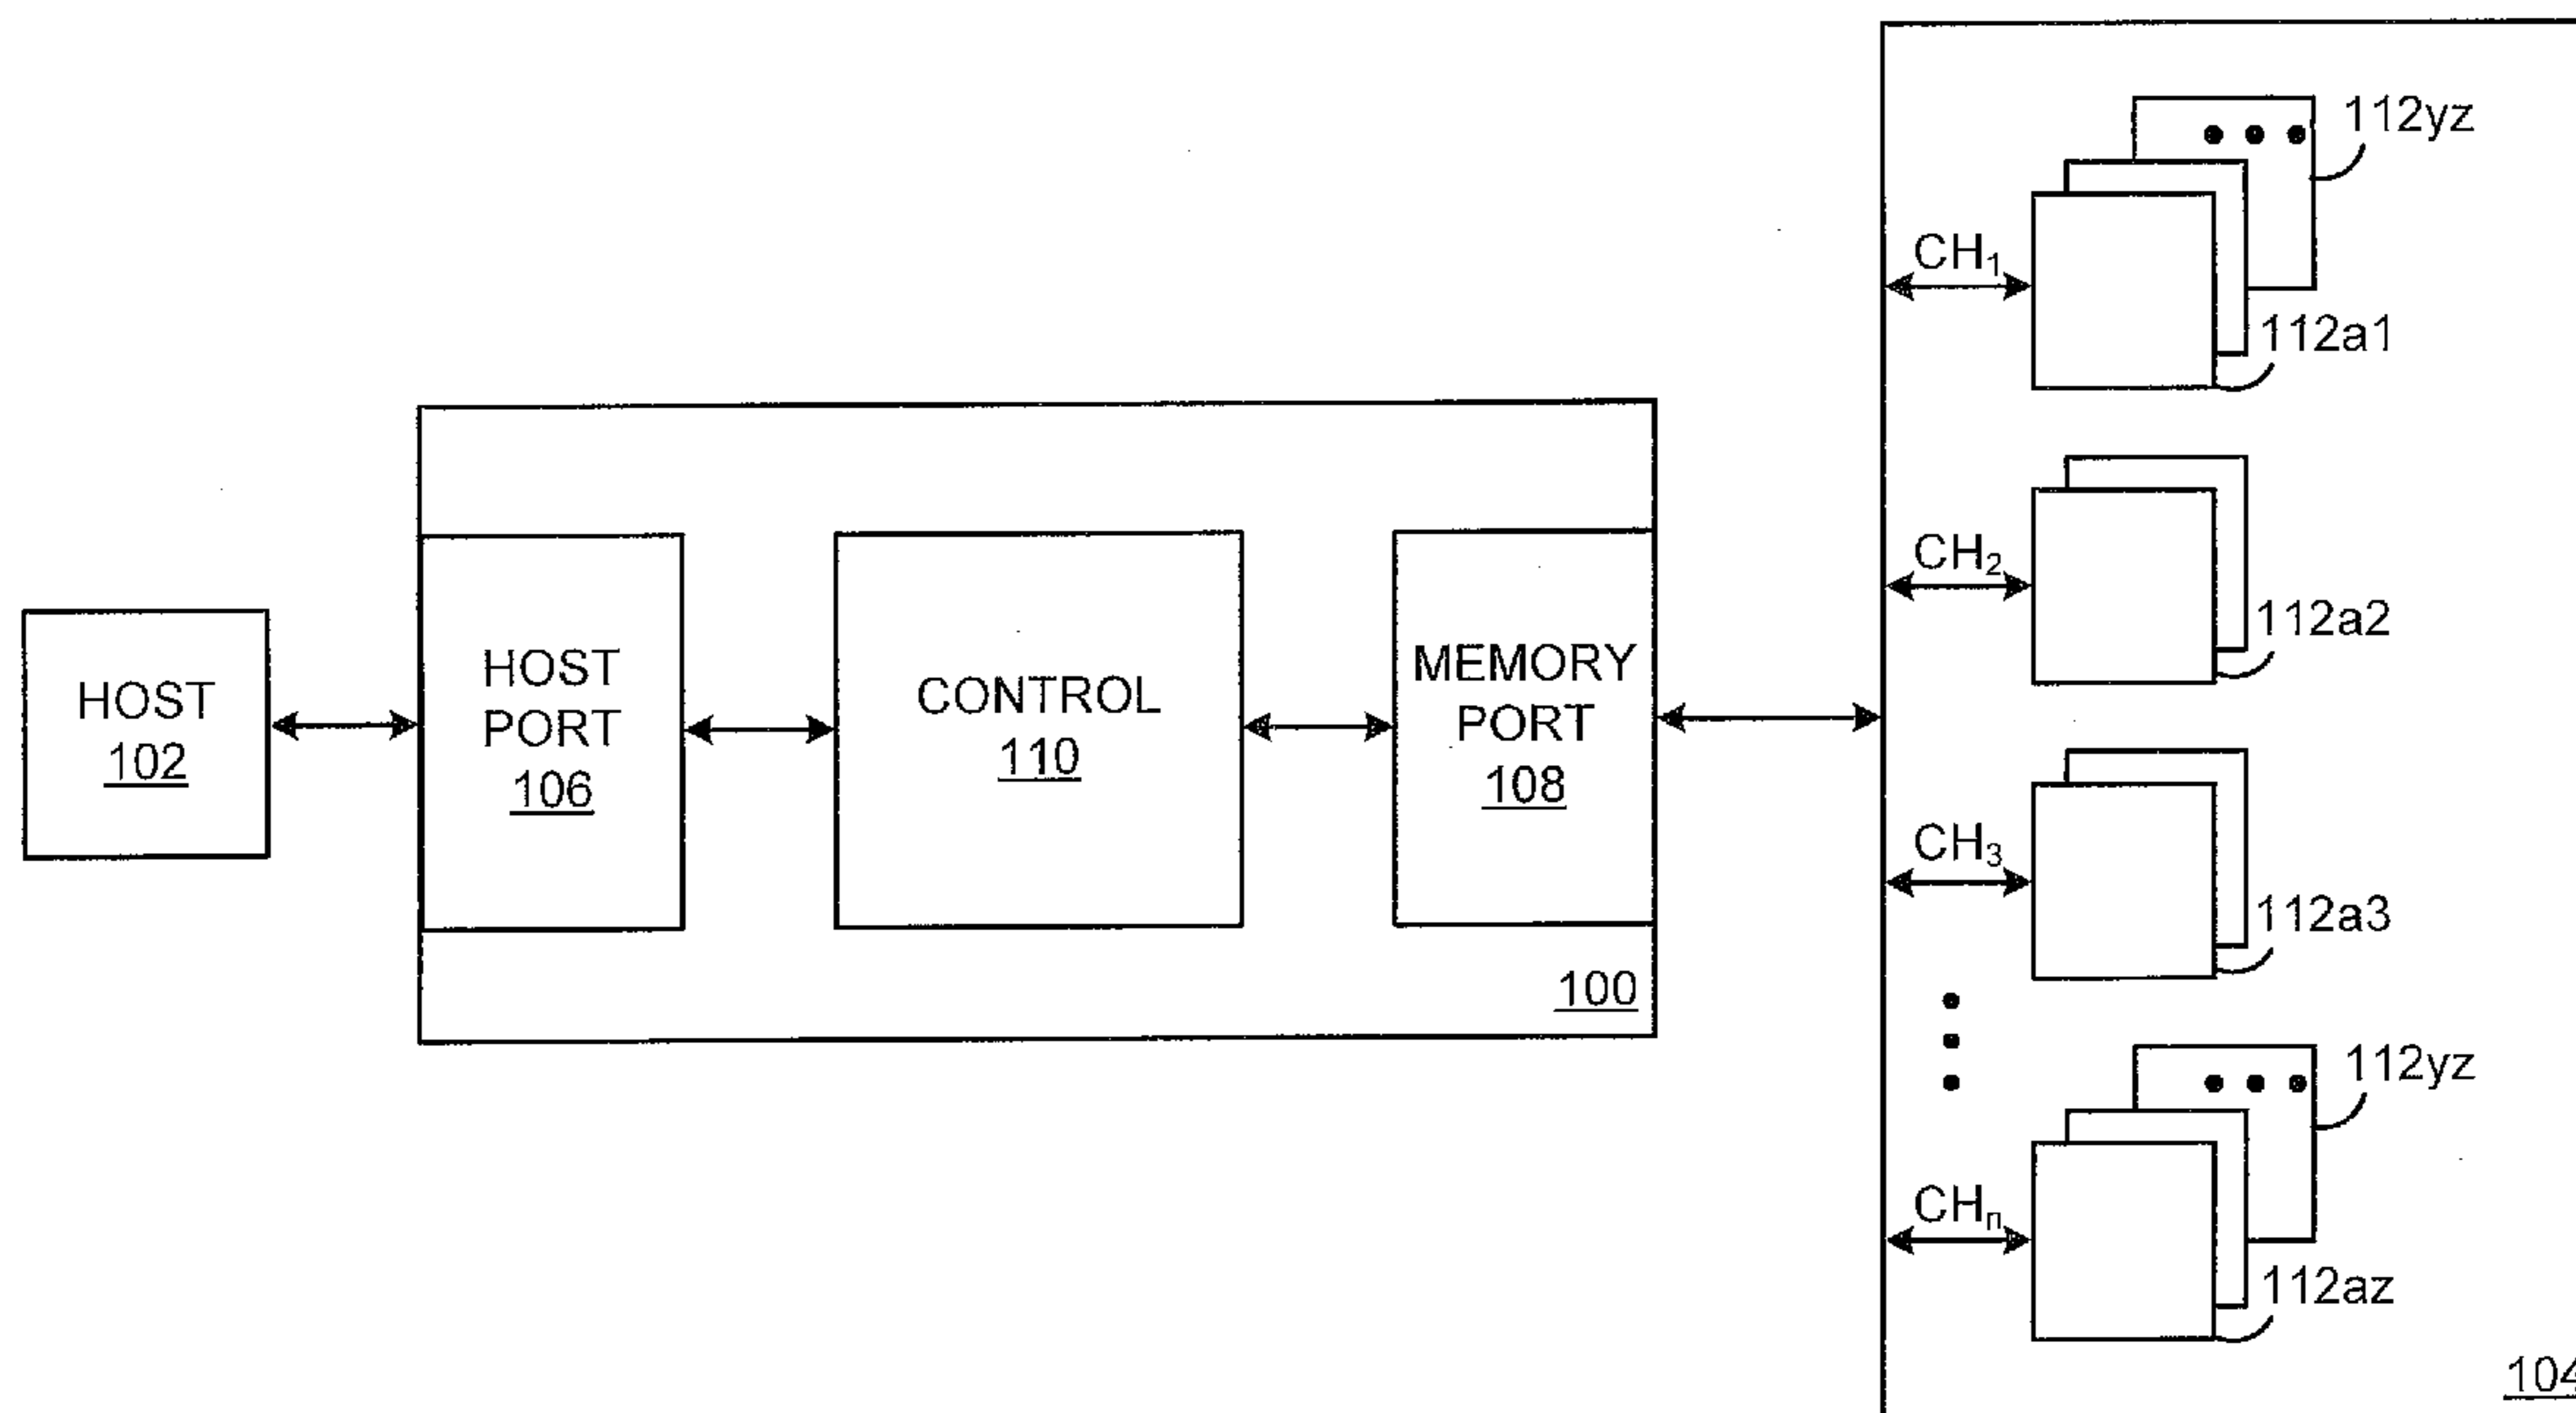 HOST
102
HOST
PORT
106
CONTROL
110
MEMORY
PORT
108
100
CH₁
112yz
112a1
CH₂
112a2
CH₃
112a3
CHₙ
112yz
112az
104